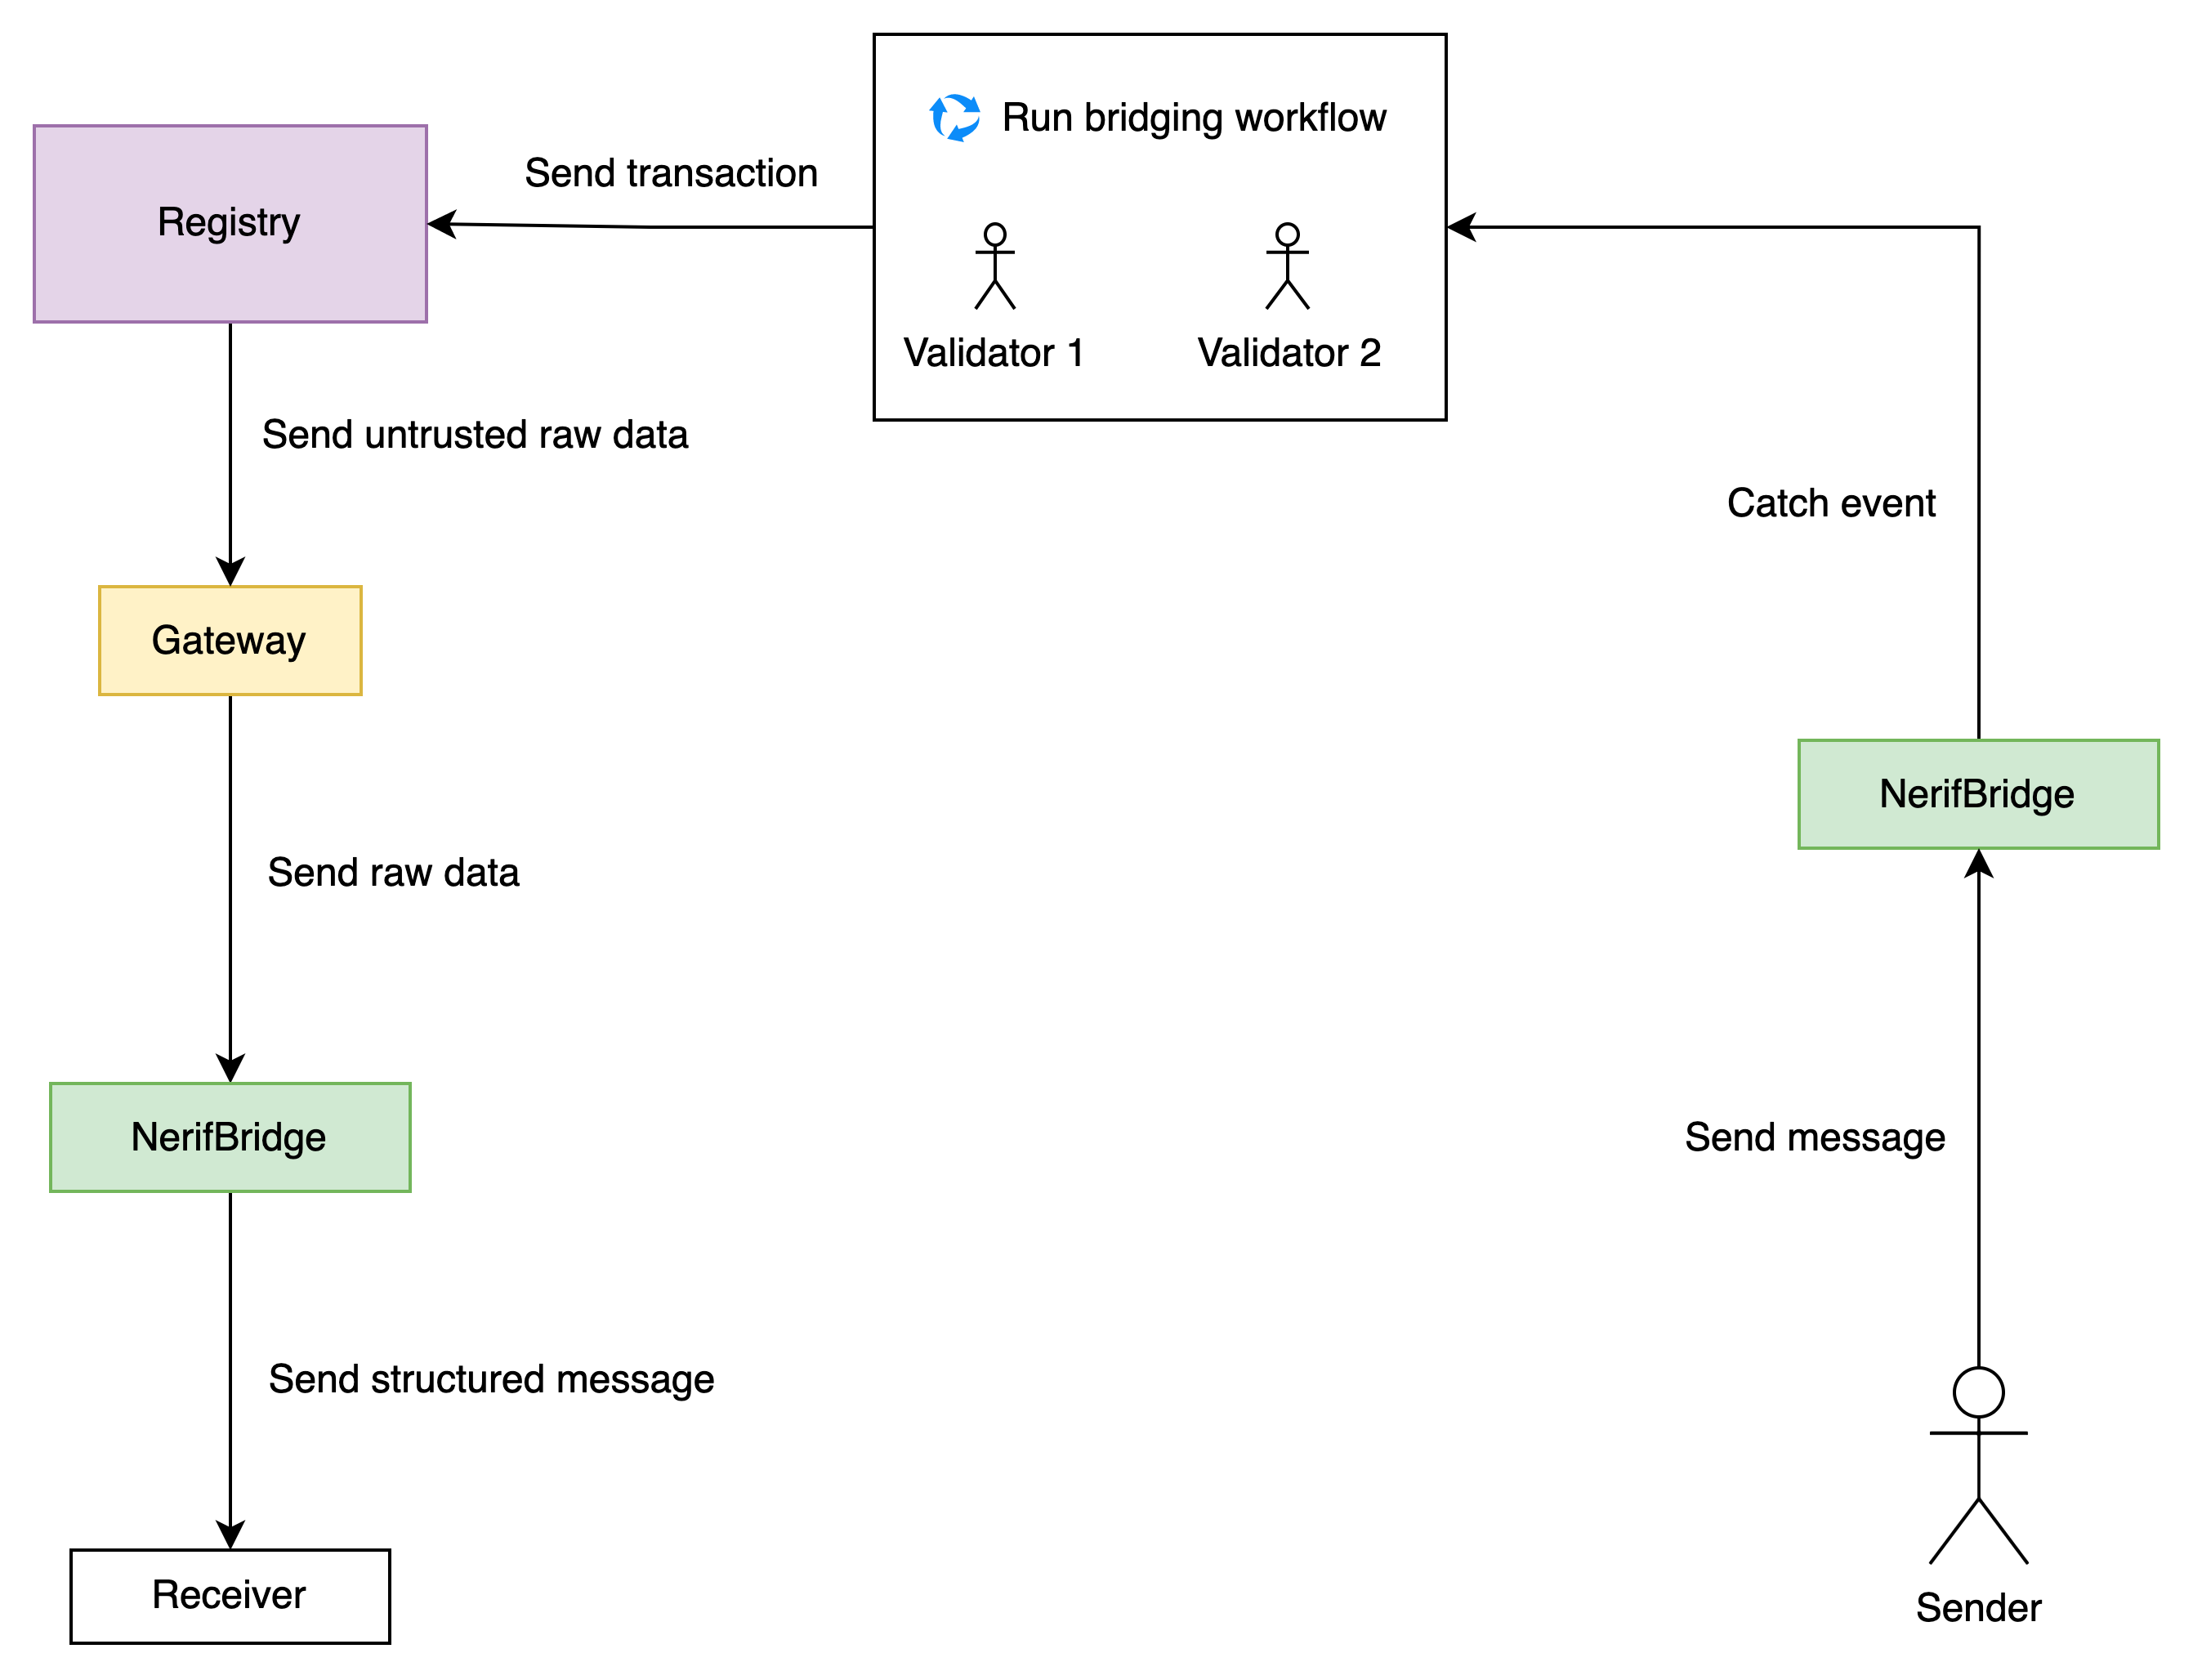 Run bridging workflow
Send transaction
Registry
Validator 1
Validator 2
Send untrusted raw data
Catch event
Gateway
NerifBridge
Send raw data
NerifBridge
Send message
Send structured message
Receiver
Sender